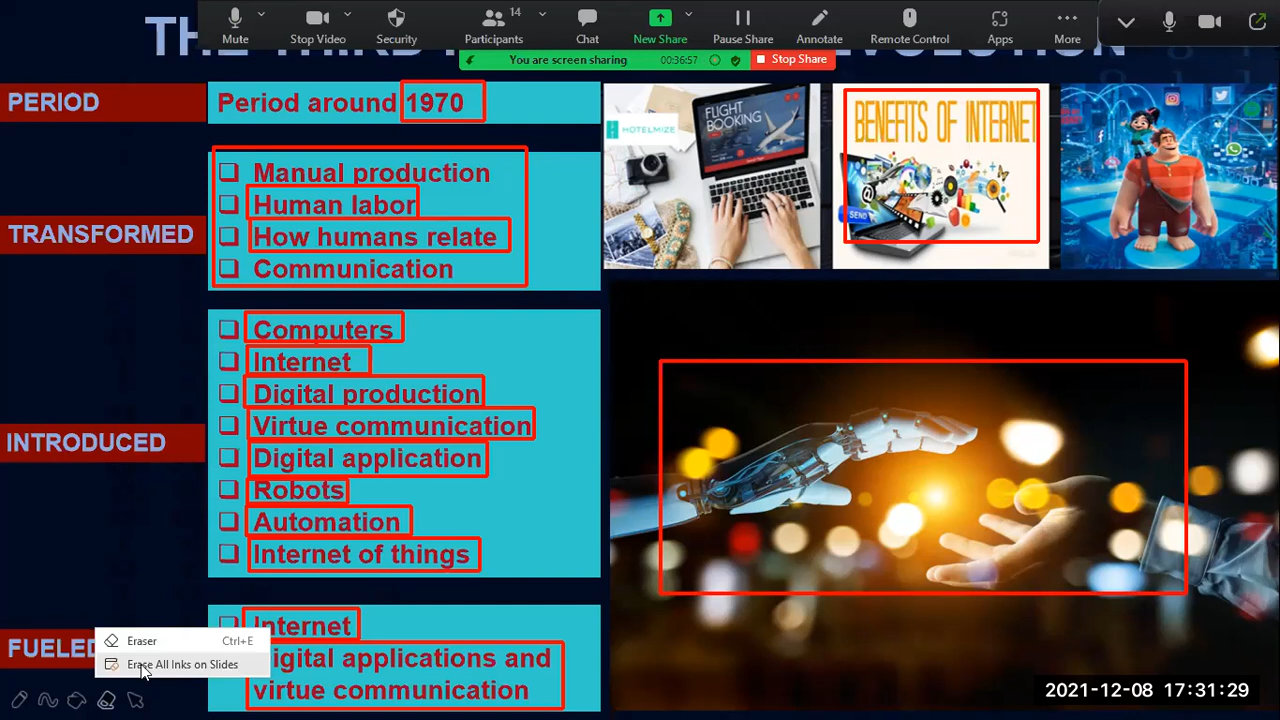 Mute
Stop Video
Security
14
Participants
Chat
New Share
Pause Share
Annotate
Remote Control
Apps
More
You are screen sharing
00:36:57
Stop Share
PERIOD
Period around 1970
TRANSFORMED
Manual production
Human labor
How humans relate
Communication
HOTELMIZE
FLIGHT
BOOKING
BENEFITS OF INTERNET
@
SEND
INTRODUCED
Computers
Internet
Digital production
Virtue communication
Digital application
Robots
Automation
Internet of things
FUELED
Internet
igital applications and
virtue communication
Eraser Ctrl+E
Erase All Inks on Slides
2021-12-08 17:31:29